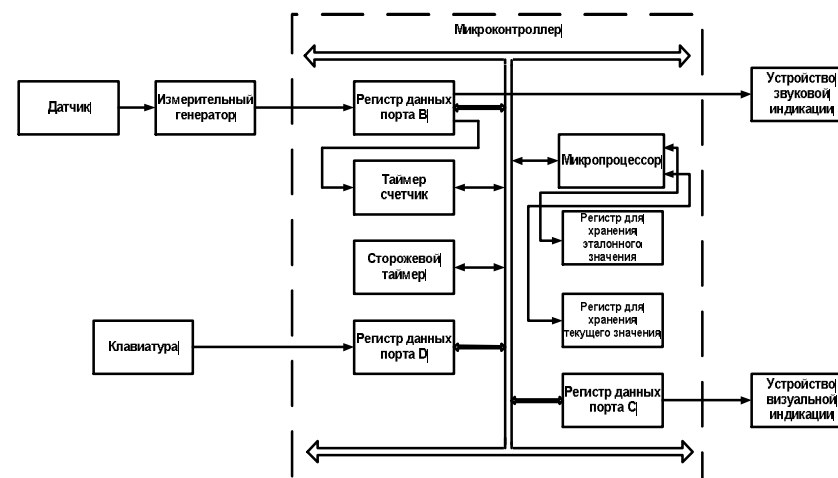 Микроконтроллер
Датчик
Измерительный
генератор
Регистр данных
порта B
Устройство
звуковой
индикации
Таймер
счетчик
Микропроцессор
Регистр для
хранения
эталонного
значения
Сторожевой
таймер
Регистр для
хранения
текущего значения
Клавиатура
Регистр данных
порта D
Регистр данных
порта C
Устройство
визуальной
индикации